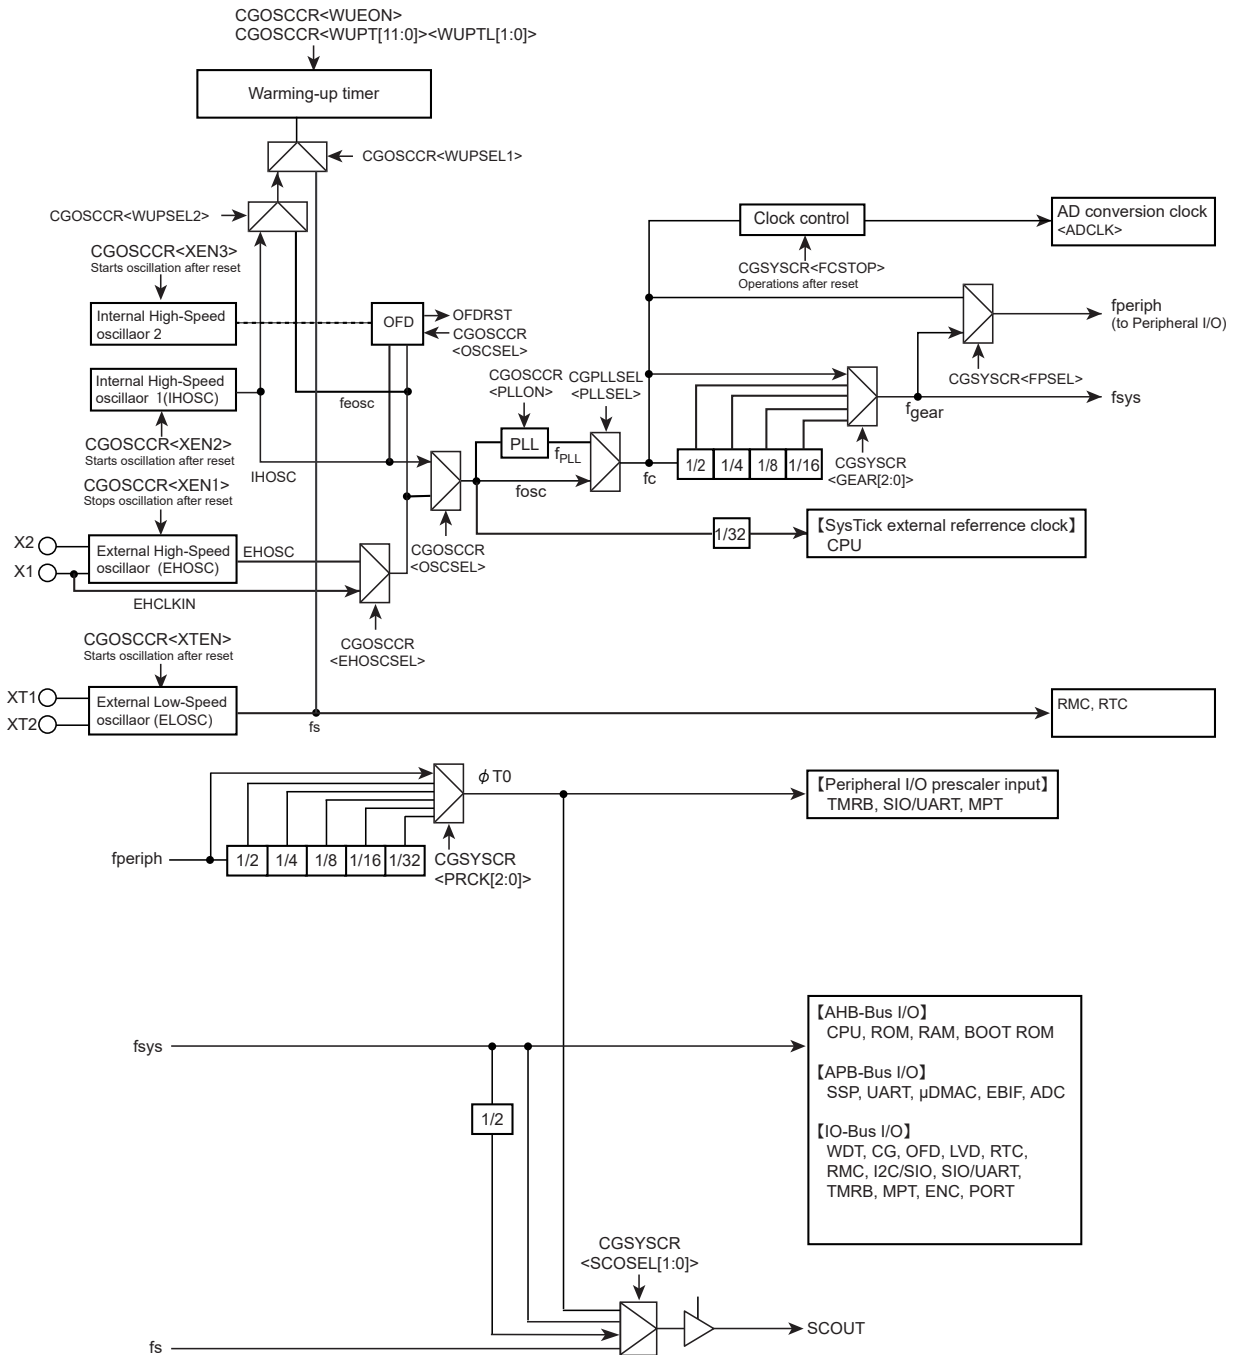 CGOSCCR<WUEON>
CGOSCCR<WUPT[11:0]><WUPTL[1:0]>
Warming-up timer
CGOSCCR<WUPSEL1>
CGOSCCR<WUPSEL2>
CGOSCCR<XEN3>
Starts oscillation after reset
Internal High-Speed
oscillaor 2
OFD
OFDRST
CGOSCCR
<OSCSEL>
Clock control
AD conversion clock
<ADCLK>
CGSYSCR<FCSTOP>
Operations after reset
fperiph
(to Peripheral I/O)
CGSYSCR<FPSEL>
Internal High-Speed
oscillaor 1(IHOSC)
feosc
CGOSCCR
<PLLON>
CGPLLSEL
<PLLSEL>
fgear
fsys
CGOSCCR<XEN2>
Starts oscillation after reset
PLL
fPLL
1/2
1/4
1/8
1/16
CGSYSCR
<GEAR[2:0]>
IHOSC
fosc
fc
CGOSCCR<XEN1>
Stops oscillation after reset
X2
X1
External High-Speed
oscillaor (EHOSC)
EHOSC
EHCLKIN
CGOSCCR
<OSCSEL>
1/32
【SysTick external referrence clock】
CPU
CGOSCCR
<EHOSCSEL>
CGOSCCR<XTEN>
Starts oscillation after reset
XT1
XT2
External Low-Speed
oscillaor (ELOSC)
fs
RMC, RTC
ϕT0
【Peripheral I/O prescaler input】
TMRB, SIO/UART, MPT
fperiph
1/2
1/4
1/8
1/16
1/32
CGSYSCR
<PRCK[2:0]>
fsys
1/2
【AHB-Bus I/O】
CPU, ROM, RAM, BOOT ROM
【APB-Bus I/O】
SSP, UART, μDMAC, EBIF, ADC
【IO-Bus I/O】
WDT, CG, OFD, LVD, RTC,
RMC, I2C/SIO, SIO/UART,
TMRB, MPT, ENC, PORT
CGSYSCR
<SCOSEL[1:0]>
SCOUT
fs